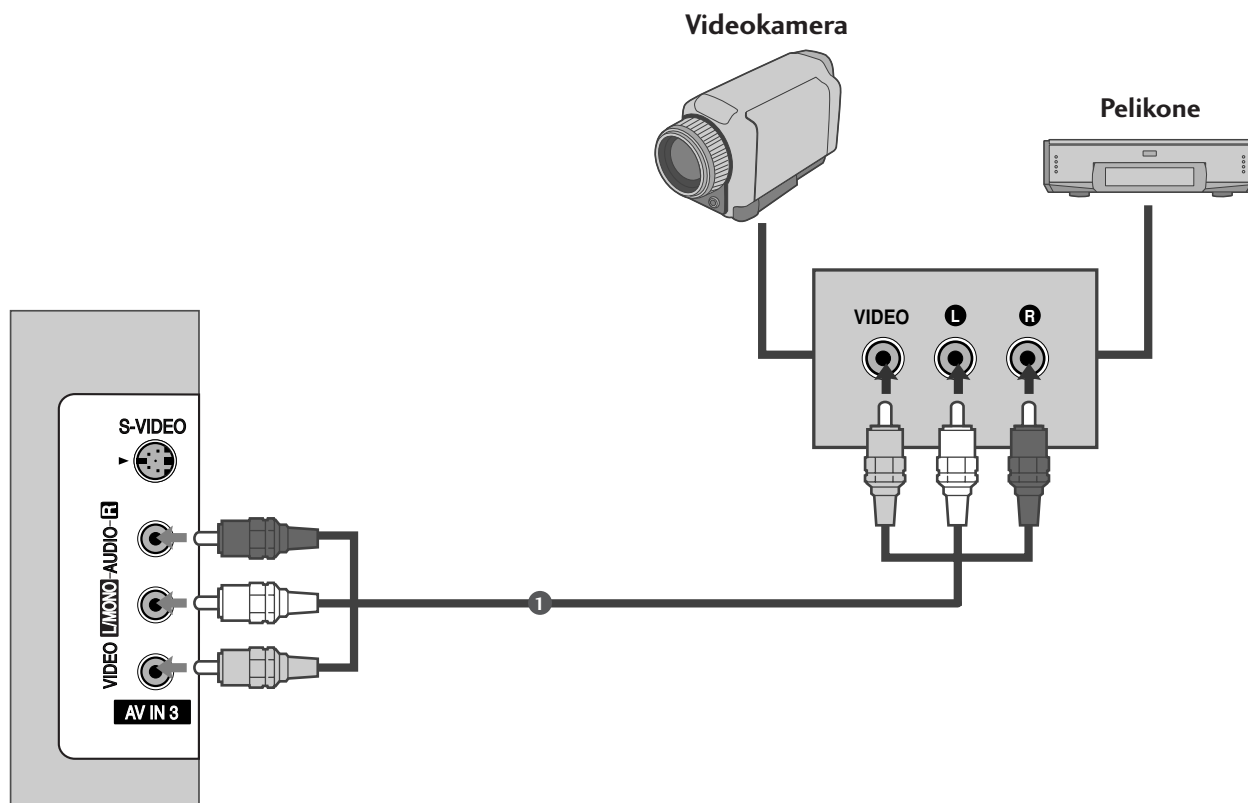 Videokamera
Pelikone
VIDEO L R
S-VIDEO
VIDEO L/MONO-AUDIO-R
AV IN 3
1